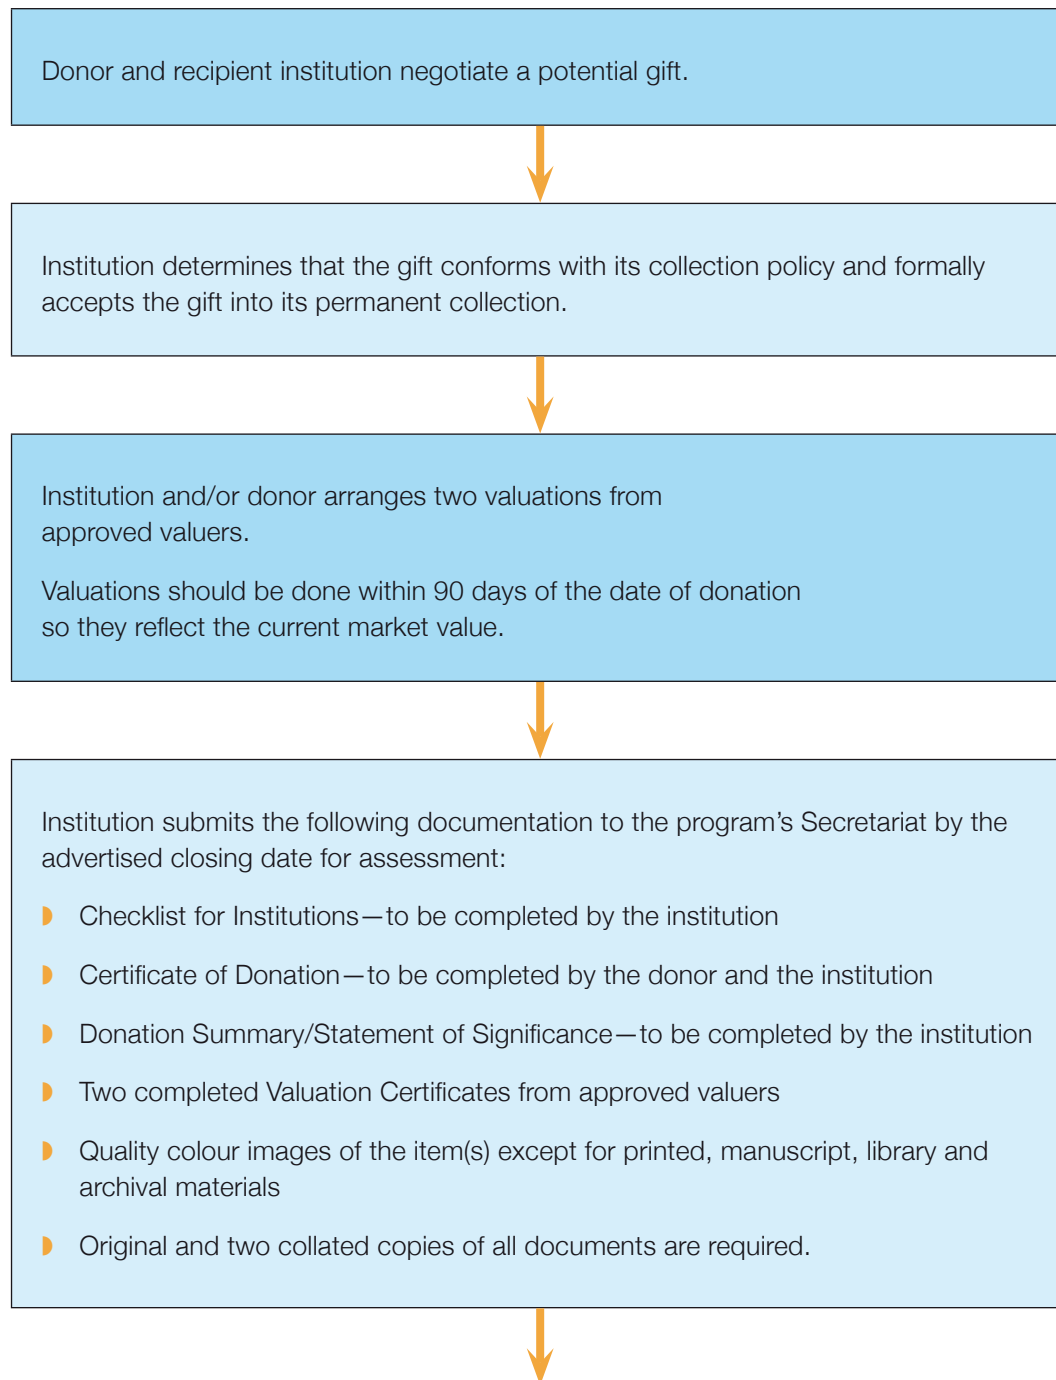 Donor and recipient institution negotiate a potential gift.
Institution determines that the gift conforms with its collection policy and formally
accepts the gift into its permanent collection.
Institution and/or donor arranges two valuations from
approved valuers.
Valuations should be done within 90 days of the date of donation
so they reflect the current market value.
Institution submits the following documentation to the program’s Secretariat by the
advertised closing date for assessment:
Checklist for Institutions—to be completed by the institution
Certificate of Donation—to be completed by the donor and the institution
Donation Summary/Statement of Significance—to be completed by the institution
Two completed Valuation Certificates from approved valuers
Quality colour images of the item(s) except for printed, manuscript, library and
archival materials
Original and two collated copies of all documents are required.